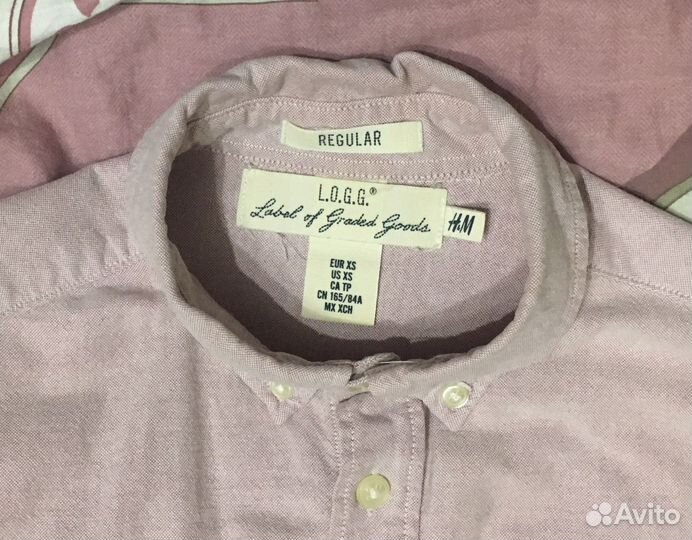 REGULAR
L.O.G.G.®
Label of Graded Goods
H&M
EUR XS
US XS
CA TP
CN 165/84A
MX XCH
Avito